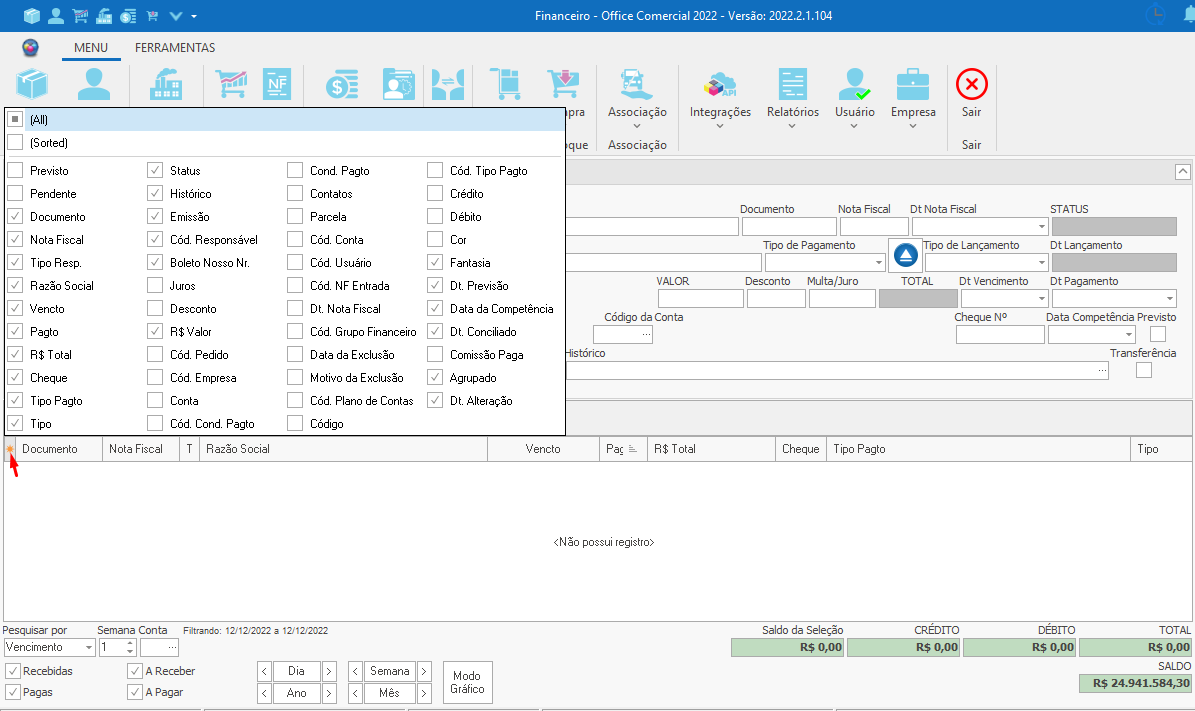 Financeiro - Office Comercial 2022 - Versão: 2022.2.1.104
MENU FERRAMENTAS
NF
$
API
pra Associação Integrações Relatórios Usuário Empresa Sair
que Associação Sair
(All)
(Sorted)
Previsto Status Cond. Pagto Cód. Tipo Pagto
Pendente Histórico Contatos Crédito
Documento Emissão Parcela Débito
Nota Fiscal Cód. Responsável Cód. Conta Cor
Tipo Resp. Boleto Nosso Nr. Cód. Usuário Fantasia
Razão Social Juros Cód. NF Entrada Dt. Previsão
Vencto Desconto Dt. Nota Fiscal Data da Competência
Pagto R$ Valor Cód. Grupo Financeiro Dt. Conciliado
R$ Total Cód. Pedido Data da Exclusão Comissão Paga
Cheque Cód. Empresa Motivo da Exclusão Agrupado
Tipo Pagto Conta Cód. Plano de Contas Dt. Alteração
Tipo Cód. Cond. Pagto Código
Documento Nota Fiscal Dt Nota Fiscal STATUS
Tipo de Pagamento Tipo de Lançamento Dt Lançamento
VALOR Desconto Multa/Juro TOTAL Dt Vencimento Dt Pagamento
Código da Conta Cheque Nº Data Competência Previsto
Histórico Transferência
Documento Nota Fiscal T Razão Social Vencto Pag R$ Total Cheque Tipo Pagto Tipo
<Não possui registro>
Pesquisar por Semana Conta Filtrando: 12/12/2022 a 12/12/2022 Saldo da Seleção CRÉDITO DÉBITO TOTAL
Vencimento 1 ... R$ 0,00 R$ 0,00 R$ 0,00 R$ 0,00
Recebidas A Receber < Dia > < Semana > Modo Gráfico SALDO
Pagas A Pagar < Ano > < Mês > R$ 24.941.584,30